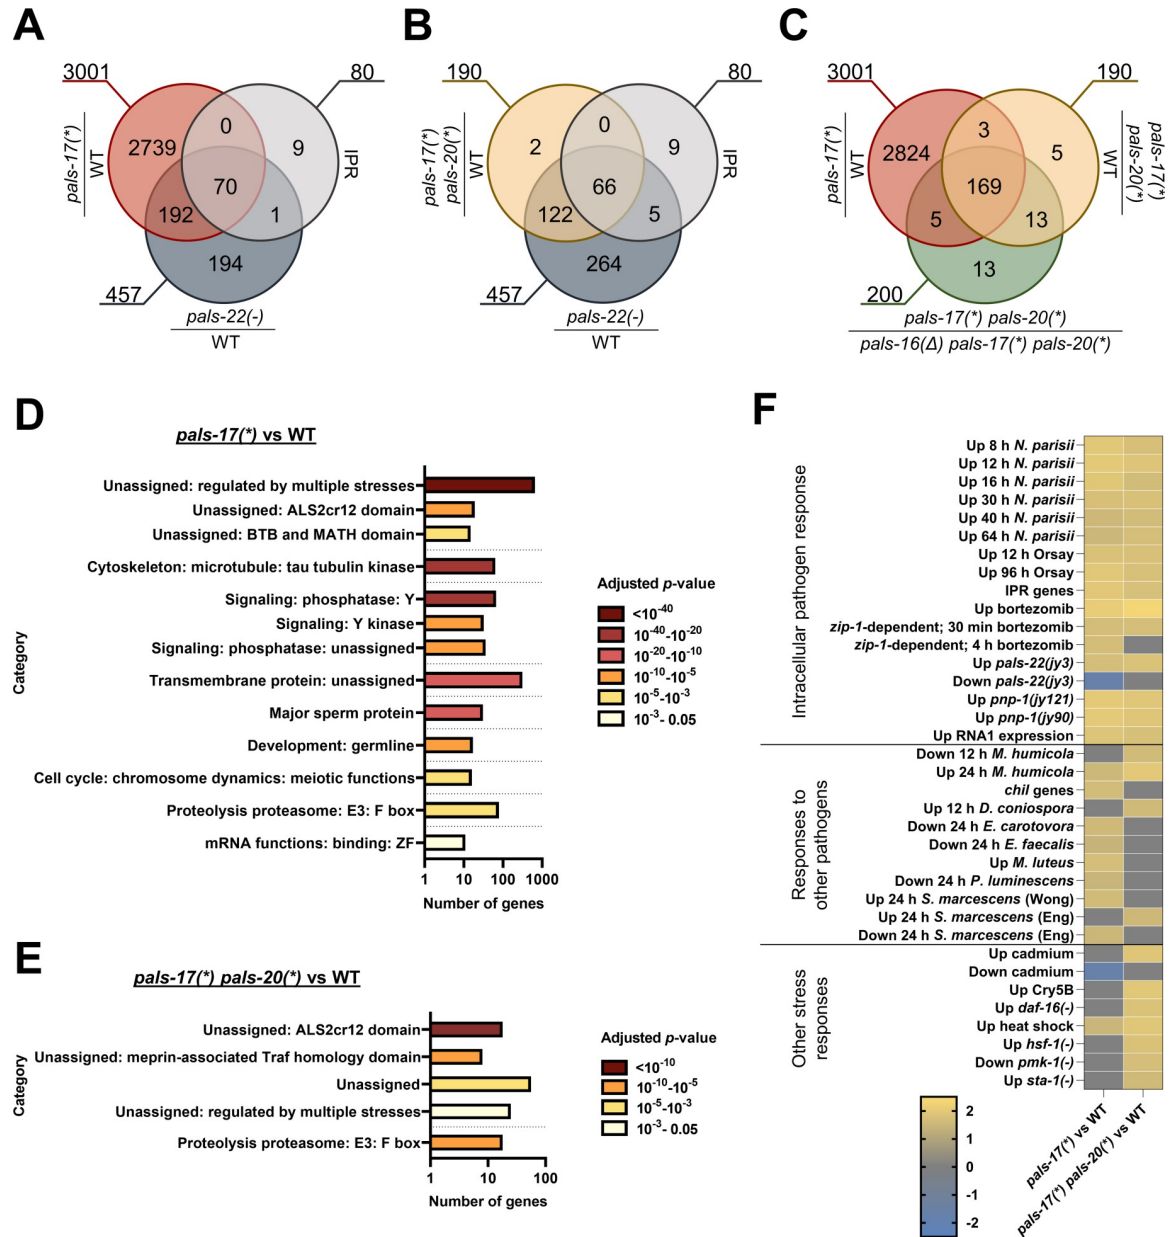 A
3001
80
pals-17(*)
WT
IPR
2739
0
9
70
192
1
194
457
pals-22(-)
WT
B
190
80
pals-17(*)
pals-20(*)
WT
IPR
2
0
9
66
122
5
264
457
pals-22(-)
WT
C
3001
190
pals-17(*)
WT
pals-17(*)
pals-20(*)
WT
2824
3
5
169
5
13
13
200
pals-17(*) pals-20(*)
pals-16(Δ) pals-17(*) pals-20(*)
D
pals-17(*) vs WT
Category
Unassigned: regulated by multiple stresses
Unassigned: ALS2cr12 domain
Unassigned: BTB and MATH domain
Cytoskeleton: microtubule: tau tubulin kinase
Signaling: phosphatase: Y
Signaling: Y kinase
Signaling: phosphatase: unassigned
Transmembrane protein: unassigned
Major sperm protein
Development: germline
Cell cycle: chromosome dynamics: meiotic functions
Proteolysis proteasome: E3: F box
mRNA functions: binding: ZF
1 10 100 1000
Number of genes
Adjusted p-value
<10-40
10-40-10-20
10-20-10-10
10-10-10-5
10-5-10-3
10-3- 0.05
E
pals-17(*) pals-20(*) vs WT
Category
Unassigned: ALS2cr12 domain
Unassigned: meprin-associated Traf homology domain
Unassigned
Unassigned: regulated by multiple stresses
Proteolysis proteasome: E3: F box
1 10 100
Number of genes
Adjusted p-value
<10-10
10-10-10-5
10-5-10-3
10-3- 0.05
F
Intracellular pathogen response
Up 8 h N. parisii
Up 12 h N. parisii
Up 16 h N. parisii
Up 30 h N. parisii
Up 40 h N. parisii
Up 64 h N. parisii
Up 12 h Orsay
Up 96 h Orsay
IPR genes
Up bortezomib
zip-1-dependent; 30 min bortezomib
zip-1-dependent; 4 h bortezomib
Up pals-22(jy3)
Down pals-22(jy3)
Up pnp-1(jy121)
Up pnp-1(jy90)
Up RNA1 expression
Responses to
other pathogens
Down 12 h M. humicola
Up 24 h M. humicola
chil genes
Up 12 h D. coniospora
Down 24 h E. carotovora
Down 24 h E. faecalis
Up M. luteus
Down 24 h P. luminescens
Up 24 h S. marcescens (Wong)
Up 24 h S. marcescens (Eng)
Down 24 h S. marcescens (Eng)
Other stress
responses
Up cadmium
Down cadmium
Up Cry5B
Up daf-16(-)
Up heat shock
Up hsf-1(-)
Down pmk-1(-)
Up sta-1(-)
pals-17(*) vs WT
pals-17(*) pals-20(*) vs WT
2
1
0
-1
-2